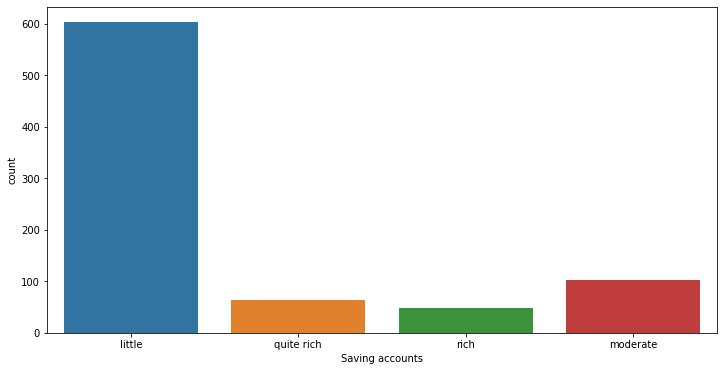 600
500
400
300
200
100
0
count
little
quite rich
rich
moderate
Saving accounts